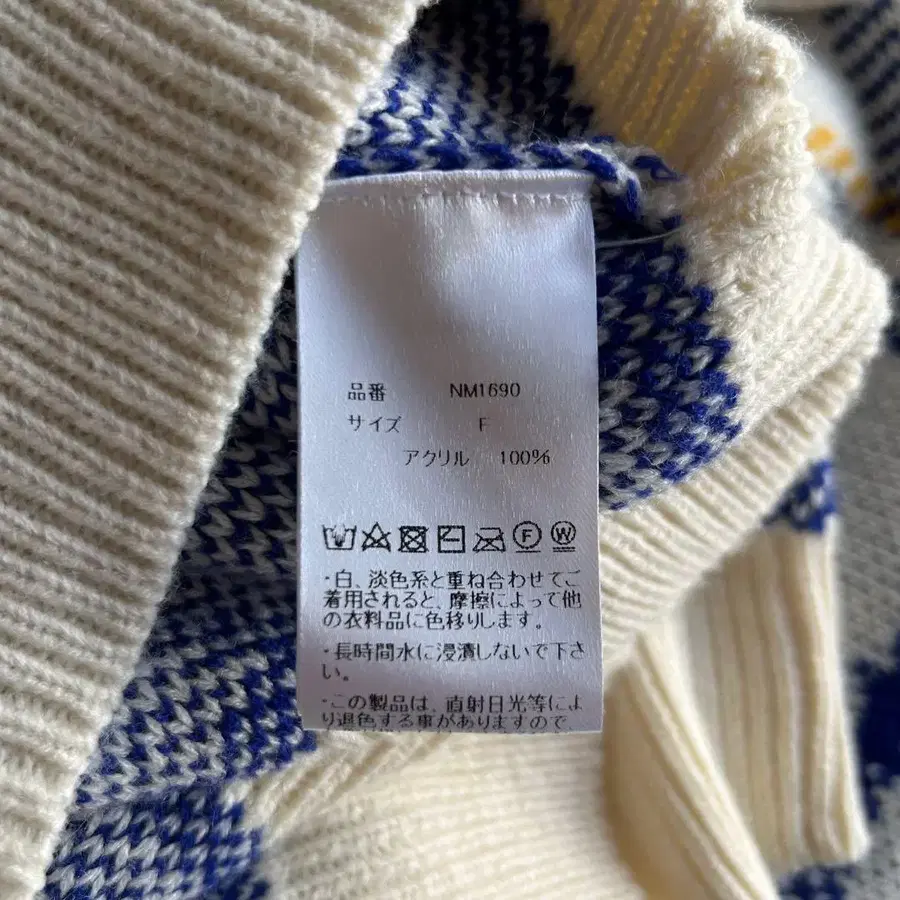 品番 NM1690
サイズ F
アクリル 100%
F W
・白、淡色系と重ね合わせてご
着用されると、摩擦によって他
の衣料品に色移りします。
・長時間水に浸漬しないで下さ
い。
・この製品は、直射日光等によ
り退色する事がありますので